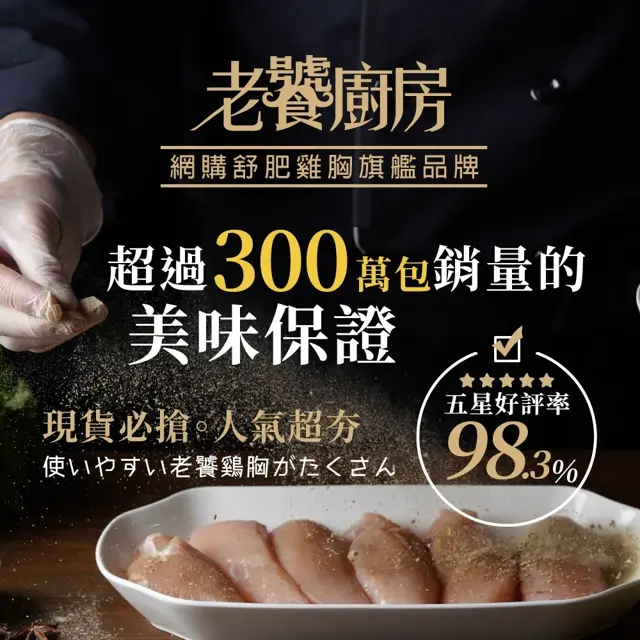 老饕廚房
網購舒肥雞胸旗艦品牌
超過300萬包銷量的
美味保證
五星好評率
98.3%
現貨必搶。人氣超夯
使いやすい老饕鶏胸がたくさん